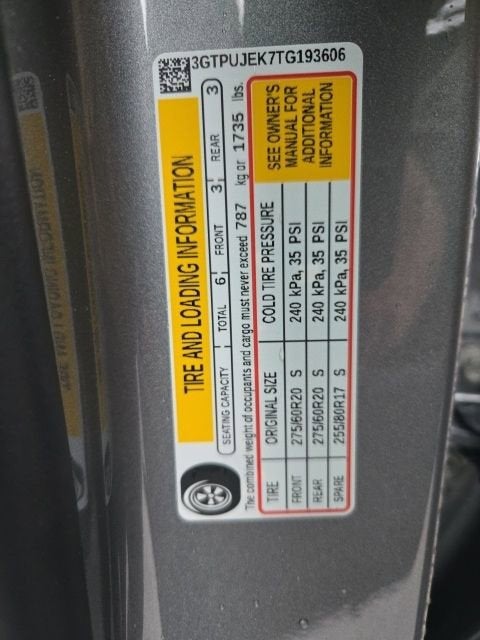 3GTPUJEK7TG193606
TIRE AND LOADING INFORMATION
SEATING CAPACITY TOTAL 6 FRONT 3 REAR 3
The combined weight of occupants and cargo must never exceed 787 kg or 1735 lbs.
TIRE ORIGINAL SIZE COLD TIRE PRESSURE
FRONT 275/60R20 S 240 kPa, 35 PSI
REAR 275/60R20 S 240 kPa, 35 PSI
SPARE 255/80R17 S 240 kPa, 35 PSI
SEE OWNER'S
MANUAL FOR
ADDITIONAL
INFORMATION